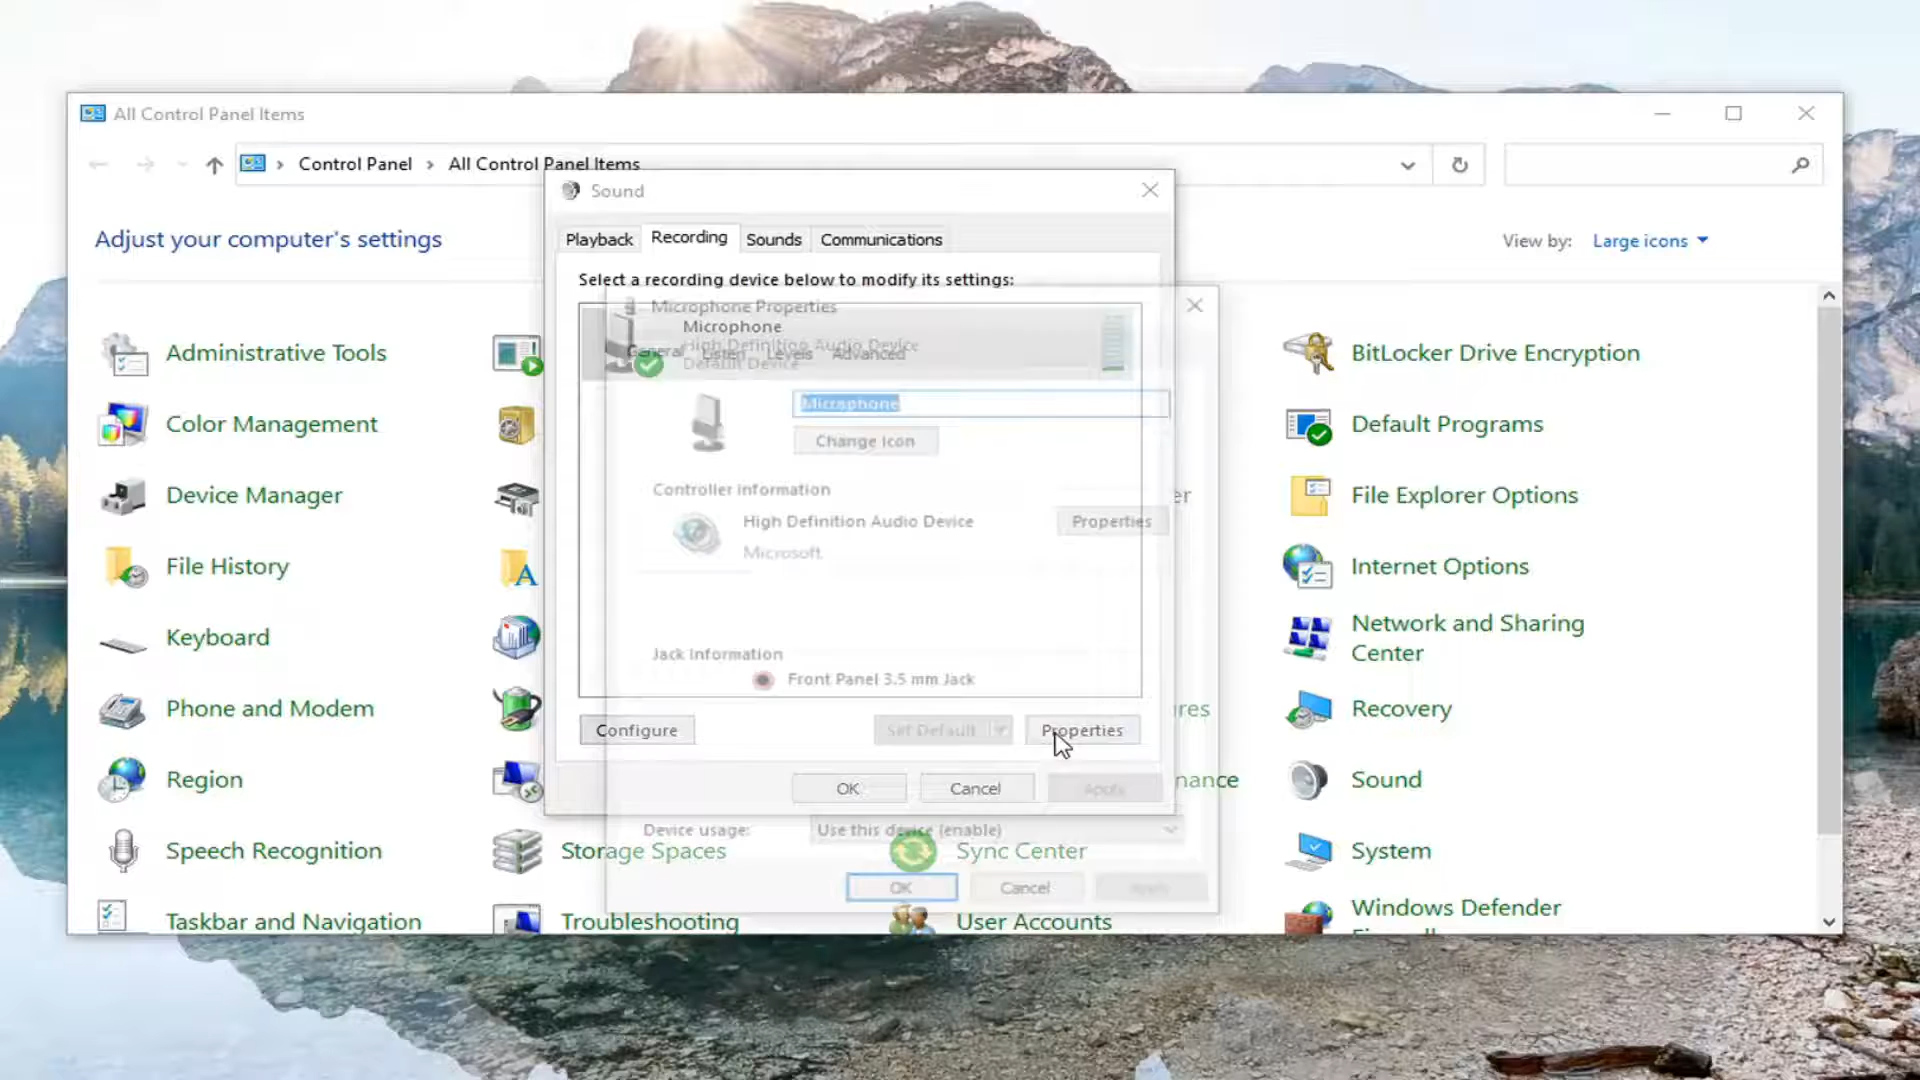 All Control Panel Items
Control Panel > All Control Panel Items
Adjust your computer's settings
View by: Large icons
Sound
Playback Recording Sounds Communications
Select a recording device below to modify its settings:
Microphone Properties
Microphone
High Definition Audio Device
Default Device
General Listen Levels Advanced
Microphone
Change Icon
Controller Information
High Definition Audio Device
Properties
Microsoft
Jack Information
Front Panel 3.5 mm Jack
Configure Set Default Properties
OK Cancel Apply
Device usage: Use this device (enable)
OK Cancel Apply
Administrative Tools
BitLocker Drive Encryption
Color Management
Default Programs
Device Manager
er
File Explorer Options
File History
Internet Options
Keyboard
Network and Sharing
Center
Phone and Modem
ures
Recovery
Region
nance
Sound
Speech Recognition
Storage Spaces
Sync Center
System
Taskbar and Navigation
Troubleshooting
User Accounts
Windows Defender